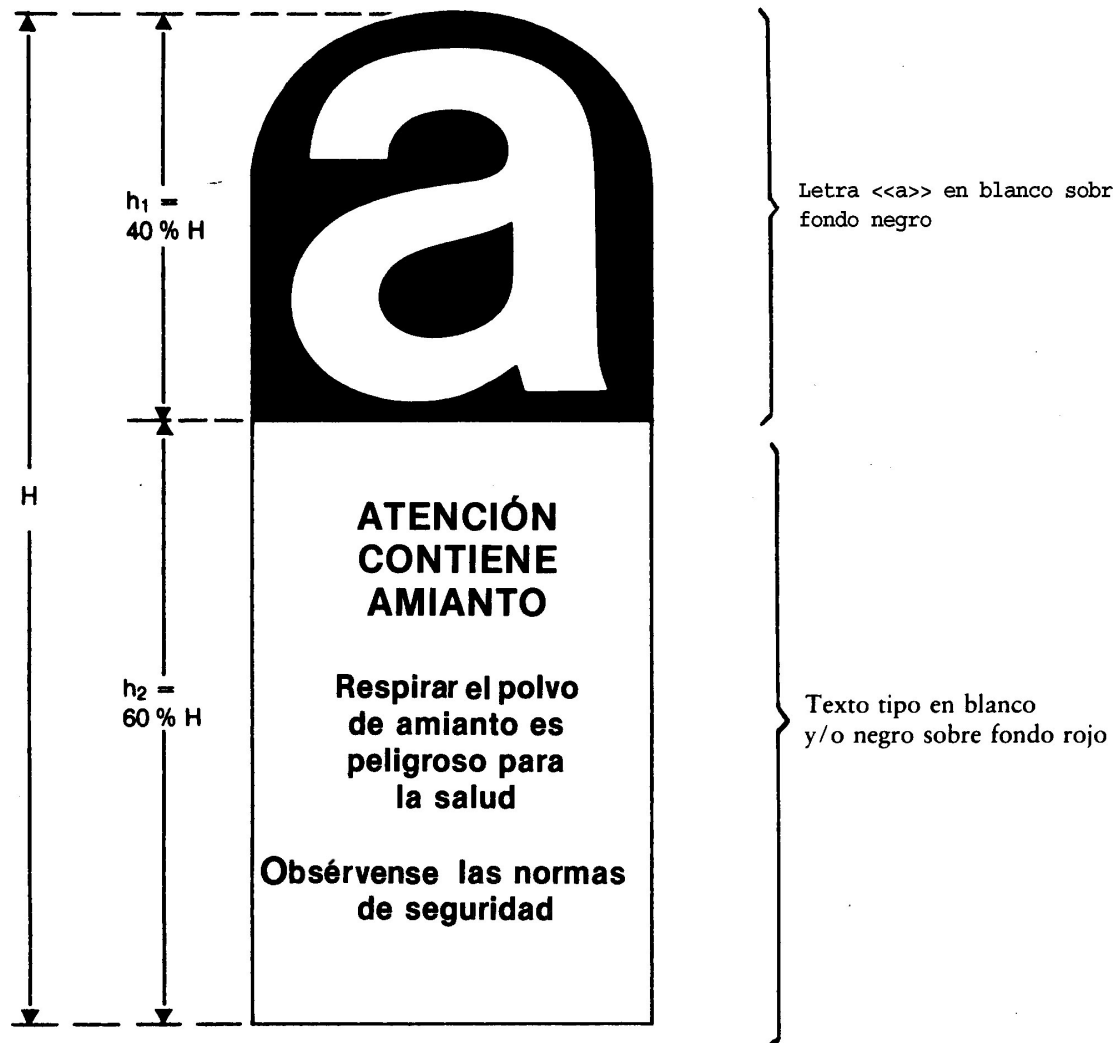 a
h₁ =
40 % H
Letra <<a>> en blanco sobr
fondo negro
H
ATENCIÓN
CONTIENE
AMIANTO
h₂ =
60 % H
Respirar el polvo
de amianto es
peligroso para
la salud
Texto tipo en blanco
y/o negro sobre fondo rojo
Obsérvense las normas
de seguridad